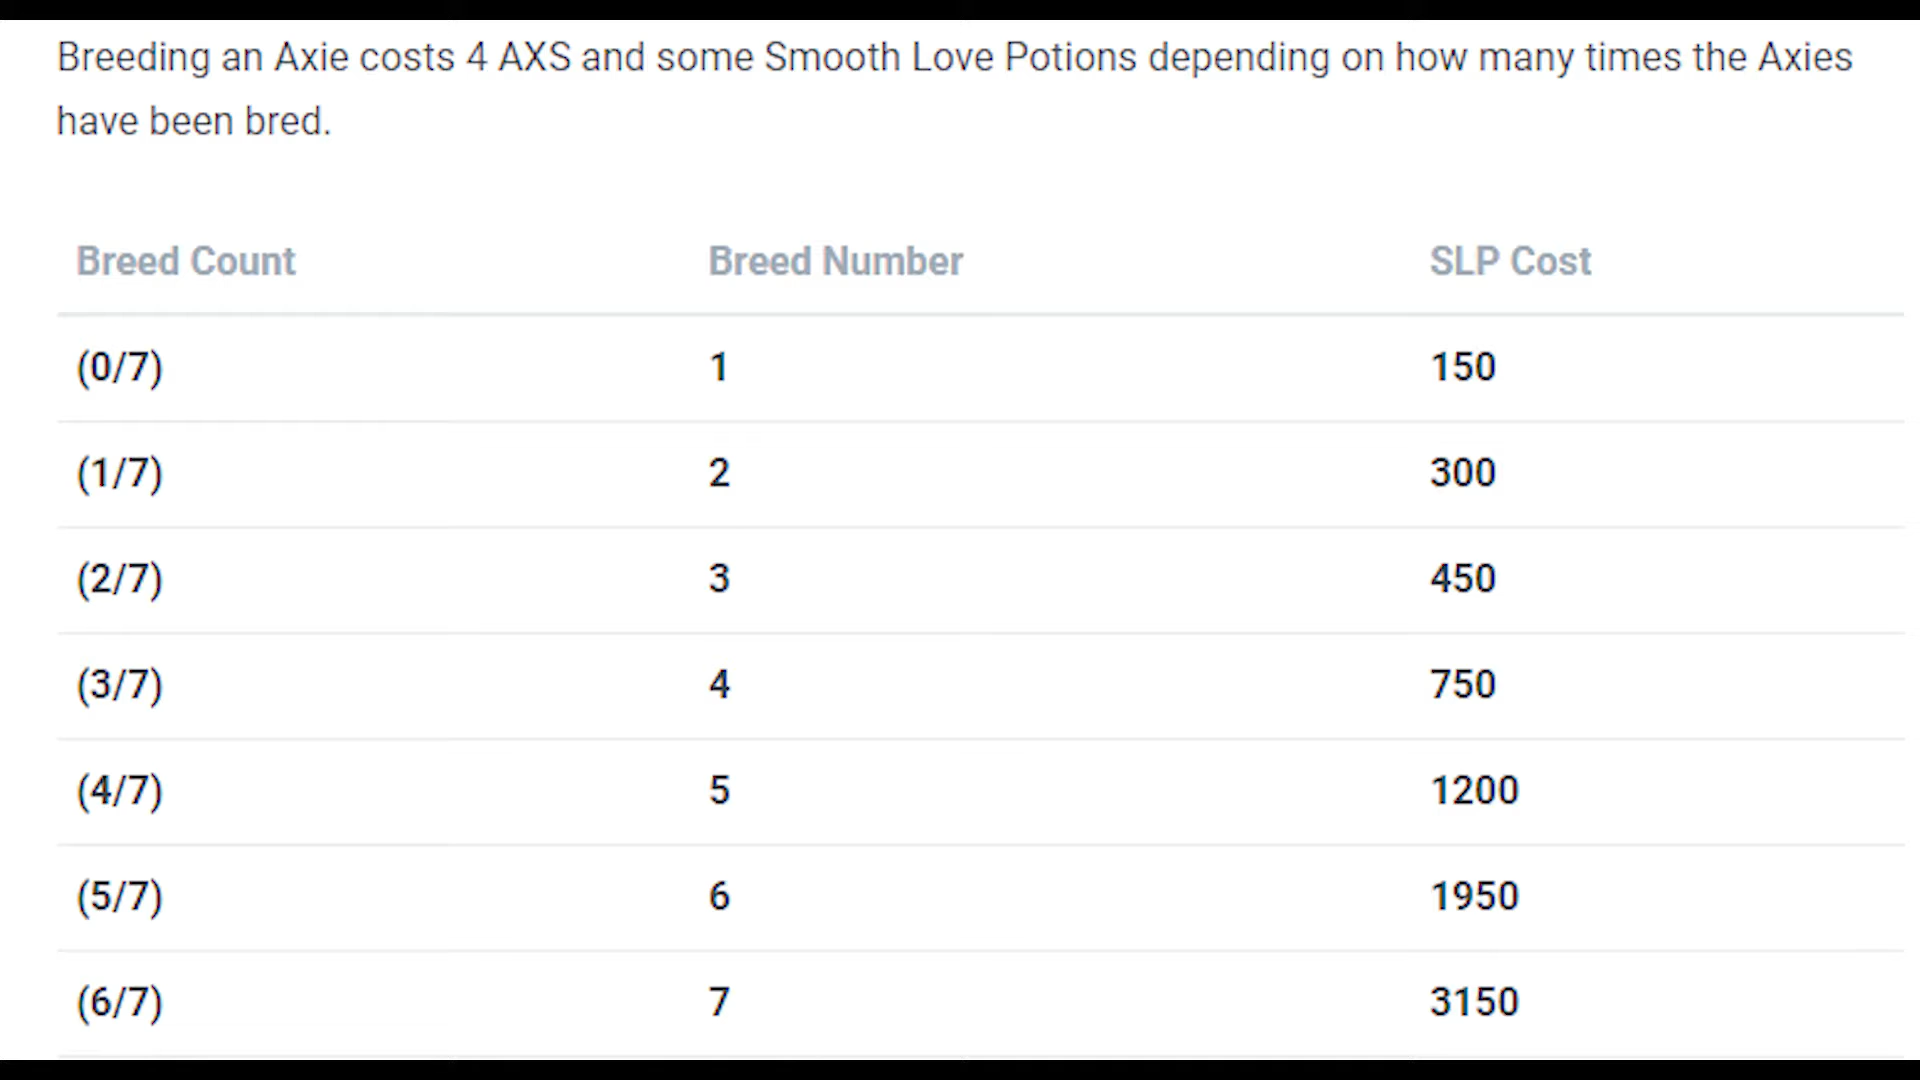 Breeding an Axie costs 4 AXS and some Smooth Love Potions depending on how many times the Axies
have been bred.
Breed Count Breed Number SLP Cost
(0/7) 1 150
(1/7) 2 300
(2/7) 3 450
(3/7) 4 750
(4/7) 5 1200
(5/7) 6 1950
(6/7) 7 3150